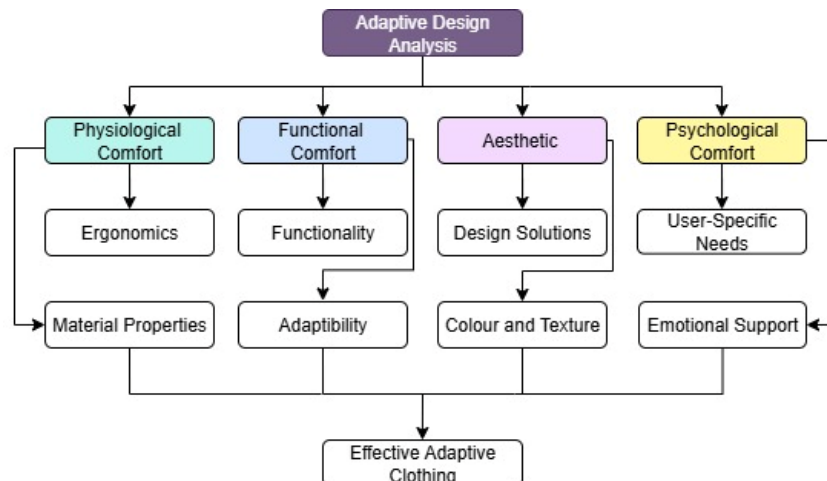 Adaptive Design
Analysis
Physiological
Comfort
Functional
Comfort
Aesthetic
Psychological
Comfort
Ergonomics
Functionality
Design Solutions
User-Specific
Needs
Material Properties
Adaptibility
Colour and Texture
Emotional Support
Effective Adaptive
Clothing